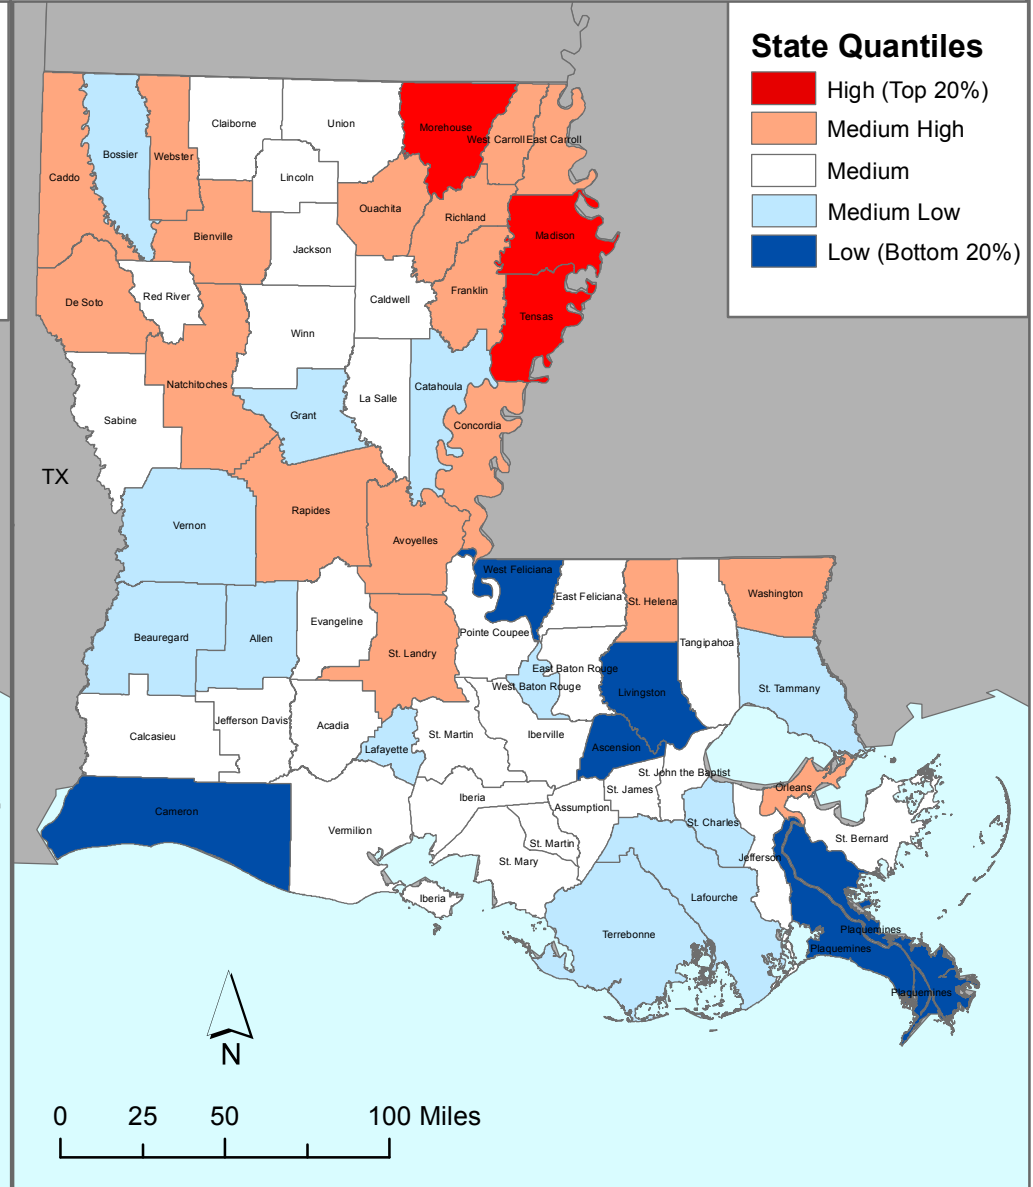 State Quantiles
High (Top 20%)
Medium High
Medium
Medium Low
Low (Bottom 20%)
Claiborne
Union
Morehouse
West Carroll
East Carroll
Bossier
Webster
Caddo
Lincoln
Ouachita
Richland
Bienville
Madison
Jackson
De Soto
Red River
Caldwell
Franklin
Tensas
Winn
Natchitoches
Catahoula
La Salle
Grant
Sabine
Concordia
TX
Vernon
Rapides
Avoyelles
West Feliciana
East Feliciana
St. Helena
Washington
Evangeline
Beauregard
Allen
Pointe Coupee
Tangipahoa
St. Landry
East Baton Rouge
West Baton Rouge
Livingston
St. Tammany
Jefferson Davis
Acadia
Calcasieu
St. Martin
Iberville
Lafayette
Ascension
St. John the Baptist
Orleans
St. James
Iberia
Assumption
Cameron
Vermilion
St. Charles
St. Bernard
St. Martin
St. Mary
Jefferson
Iberia
Lafourche
Terrebonne
Plaquemines
Plaquemines
Plaquemines
N
0 25 50 100 Miles